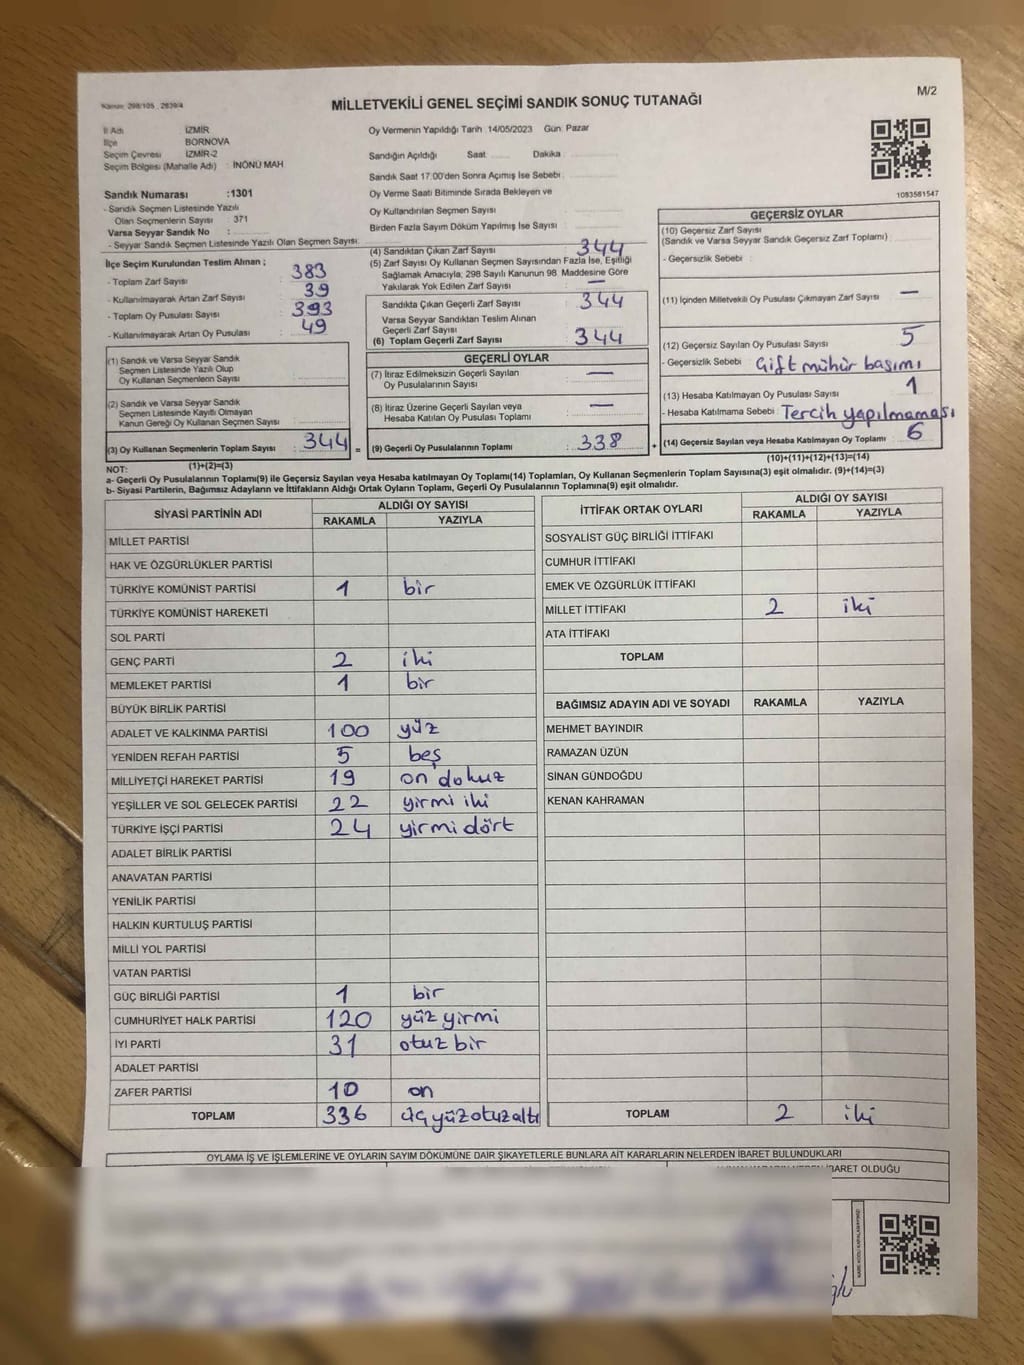 MİLLETVEKİLİ GENEL SEÇİMİ SANDIK SONUÇ TUTANAĞI
M/2
Kanun: 298/105 , 2839/4
İl Adı İZMİR
İlçe BORNOVA
Seçim Çevresi İZMİR-2
Seçim Bölgesi (Mahalle Adı) : İNÖNÜ MAH
Sandık Numarası :1301
- Sandık Seçmen Listesinde Yazılı
Olan Seçmenlerin Sayısı : 371
Varsa Seyyar Sandık No :
- Seyyar Sandık Seçmen Listesinde Yazılı Olan Seçmen Sayısı:
Oy Vermenin Yapıldığı Tarih :14/05/2023 Gün: Pazar
Sandığın Açıldığı Saat Dakika
Sandık Saat 17:00'den Sonra Açımış İse Sebebi
Oy Verme Saati Bitiminde Sırada Bekleyen ve
Oy Kullandırılan Seçmen Sayısı
Birden Fazla Sayım Döküm Yapılmış İse Sayısı
1083581547
İlçe Seçim Kurulundan Teslim Alınan ;
- Toplam Zarf Sayısı 383
- Kullanılmayarak Artan Zarf Sayısı 39
- Toplam Oy Pusulası Sayısı 393
- Kullanılmayarak Artan Oy Pusulası 49
(1) Sandık ve Varsa Seyyar Sandık
Seçmen Listesinde Yazılı Olup
Oy Kullanan Seçmenlerin Sayısı
(2) Sandık ve Varsa Seyyar Sandık
Seçmen Listesinde Kayıtlı Olmayan
Kanun Gereği Oy Kullanan Seçmen Sayısı
(3) Oy Kullanan Seçmenlerin Toplam Sayısı 344
(1)+(2)=(3)
(4) Sandıktan Çıkan Zarf Sayısı 344
(5) Zarf Sayısı Oy Kullanan Seçmen Sayısından Fazla İse, Eşitliği
Sağlamak Amacıyla; 298 Sayılı Kanunun 98. Maddesine Göre
Yakılarak Yok Edilen Zarf Sayısı —
Sandıkta Çıkan Geçerli Zarf Sayısı 344
Varsa Seyyar Sandıktan Teslim Alınan
Geçerli Zarf Sayısı
(6) Toplam Geçerli Zarf Sayısı 344
GEÇERLİ OYLAR
(7) İtiraz Edilmeksizin Geçerli Sayılan
Oy Pusulalarının Sayısı —
(8) İtiraz Üzerine Geçerli Sayılan veya
Hesaba Katılan Oy Pusulası Toplamı —
= (9) Geçerli Oy Pusulalarının Toplamı 338 +
GEÇERSİZ OYLAR
(10) Geçersiz Zarf Sayısı
(Sandık ve Varsa Seyyar Sandık Geçersiz Zarf Toplamı)
- Geçersizlik Sebebi :
(11) İçinden Milletvekili Oy Pusulası Çıkmayan Zarf Sayısı —
(12) Geçersiz Sayılan Oy Pusulası Sayısı 5
- Geçersizlik Sebebi : Çift mühür basımı
(13) Hesaba Katılmayan Oy Pusulası Sayısı 1
- Hesaba Katılmama Sebebi : Tercih yapılmaması
(14) Geçersiz Sayılan veya Hesaba Katılmayan Oy Toplamı 6
(10)+(11)+(12)+(13)=(14)
NOT:
a- Geçerli Oy Pusulalarının Toplamı(9) ile Geçersiz Sayılan veya Hesaba katılmayan Oy Toplamı(14) Toplamları, Oy Kullanan Seçmenlerin Toplam Sayısına(3) eşit olmalıdır. (9)+(14)=(3)
b- Siyasi Partilerin, Bağımsız Adayların ve İttifakların Aldığı Ortak Oyların Toplamı, Geçerli Oy Pusulalarının Toplamına(9) eşit olmalıdır.
SİYASİ PARTİNİN ADI ALDIĞI OY SAYISI
RAKAMLA YAZIYLA
MİLLET PARTİSİ
HAK VE ÖZGÜRLÜKLER PARTİSİ
TÜRKİYE KOMÜNİST PARTİSİ 1 bir
TÜRKİYE KOMÜNİST HAREKETİ
SOL PARTİ
GENÇ PARTİ 2 iki
MEMLEKET PARTİSİ 1 bir
BÜYÜK BİRLİK PARTİSİ
ADALET VE KALKINMA PARTİSİ 100 yüz
YENİDEN REFAH PARTİSİ 5 beş
MİLLİYETÇİ HAREKET PARTİSİ 19 on dokuz
YEŞİLLER VE SOL GELECEK PARTİSİ 22 yirmi iki
TÜRKİYE İŞÇİ PARTİSİ 24 yirmi dört
ADALET BİRLİK PARTİSİ
ANAVATAN PARTİSİ
YENİLİK PARTİSİ
HALKIN KURTULUŞ PARTİSİ
MİLLİ YOL PARTİSİ
VATAN PARTİSİ
GÜÇ BİRLİĞİ PARTİSİ 1 bir
CUMHURİYET HALK PARTİSİ 120 yüz yirmi
İYİ PARTİ 31 otuz bir
ADALET PARTİSİ
ZAFER PARTİSİ 10 on
TOPLAM 336 üç yüz otuz altı
İTTİFAK ORTAK OYLARI ALDIĞI OY SAYISI
RAKAMLA YAZIYLA
SOSYALİST GÜÇ BİRLİĞİ İTTİFAKI
CUMHUR İTTİFAKI
EMEK VE ÖZGÜRLÜK İTTİFAKI
MİLLET İTTİFAKI 2 iki
ATA İTTİFAKI
TOPLAM
BAĞIMSIZ ADAYIN ADI VE SOYADI RAKAMLA YAZIYLA
MEHMET BAYINDIR
RAMAZAN ÜZÜN
SİNAN GÜNDOĞDU
KENAN KAHRAMAN
TOPLAM 2 iki
OYLAMA İŞ VE İŞLEMLERİNE VE OYLARIN SAYIM DÖKÜMÜNE DAİR ŞİKAYETLERLE BUNLARA AİT KARARLARIN NELERDEN İBARET BULUNDUKLARI
İBARET OLDUĞU